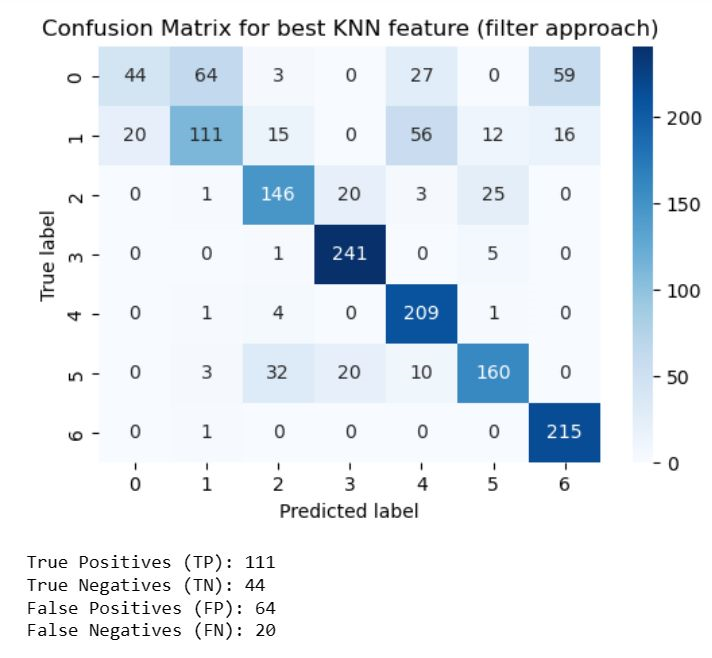 Confusion Matrix for best KNN feature (filter approach)
0 44 64 3 0 27 0 59
1 20 111 15 0 56 12 16
2 0 1 146 20 3 25 0
3 0 0 1 241 0 5 0
4 0 1 4 0 209 1 0
5 0 3 32 20 10 160 0
6 0 1 0 0 0 0 215
0 1 2 3 4 5 6
True label
Predicted label
200
150
100
50
0
True Positives (TP): 111
True Negatives (TN): 44
False Positives (FP): 64
False Negatives (FN): 20